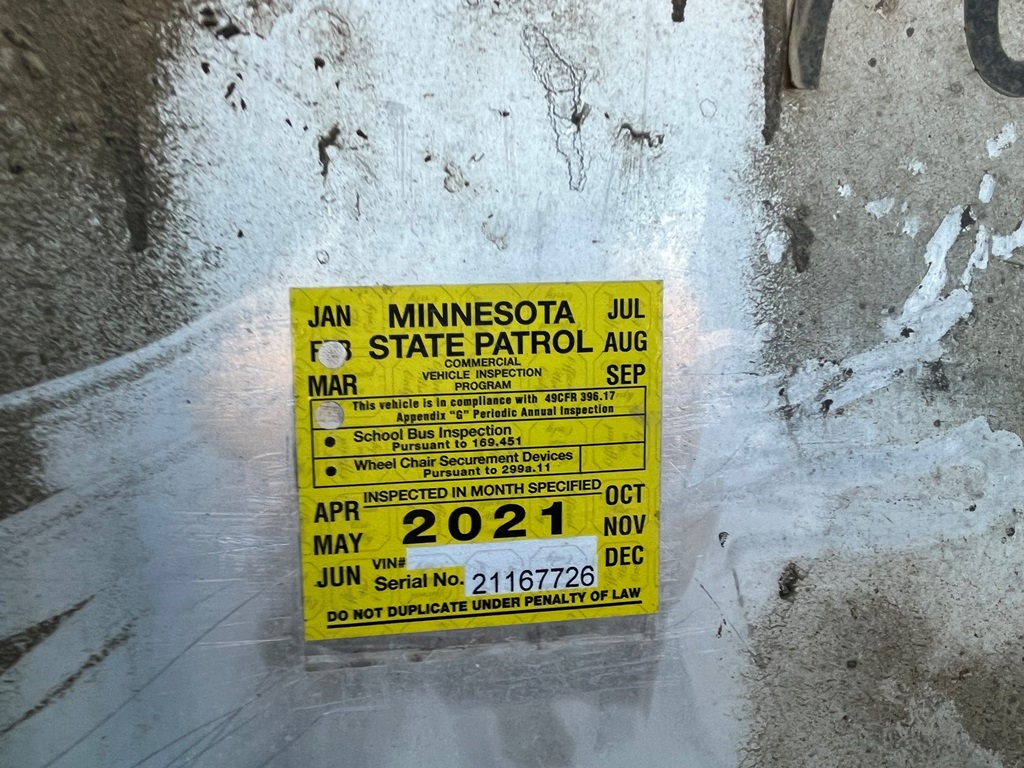 JAN MINNESOTA JUL
FEB STATE PATROL AUG
COMMERCIAL
VEHICLE INSPECTION
MAR PROGRAM SEP
This vehicle is in compliance with 49CFR 396.17
Appendix "G" Periodic Annual Inspection
School Bus Inspection
Pursuant to 169.451
Wheel Chair Securement Devices
Pursuant to 299a.11
INSPECTED IN MONTH SPECIFIED OCT
APR 2021 NOV
MAY
VIN# DEC
JUN Serial No. 21167726
DO NOT DUPLICATE UNDER PENALTY OF LAW